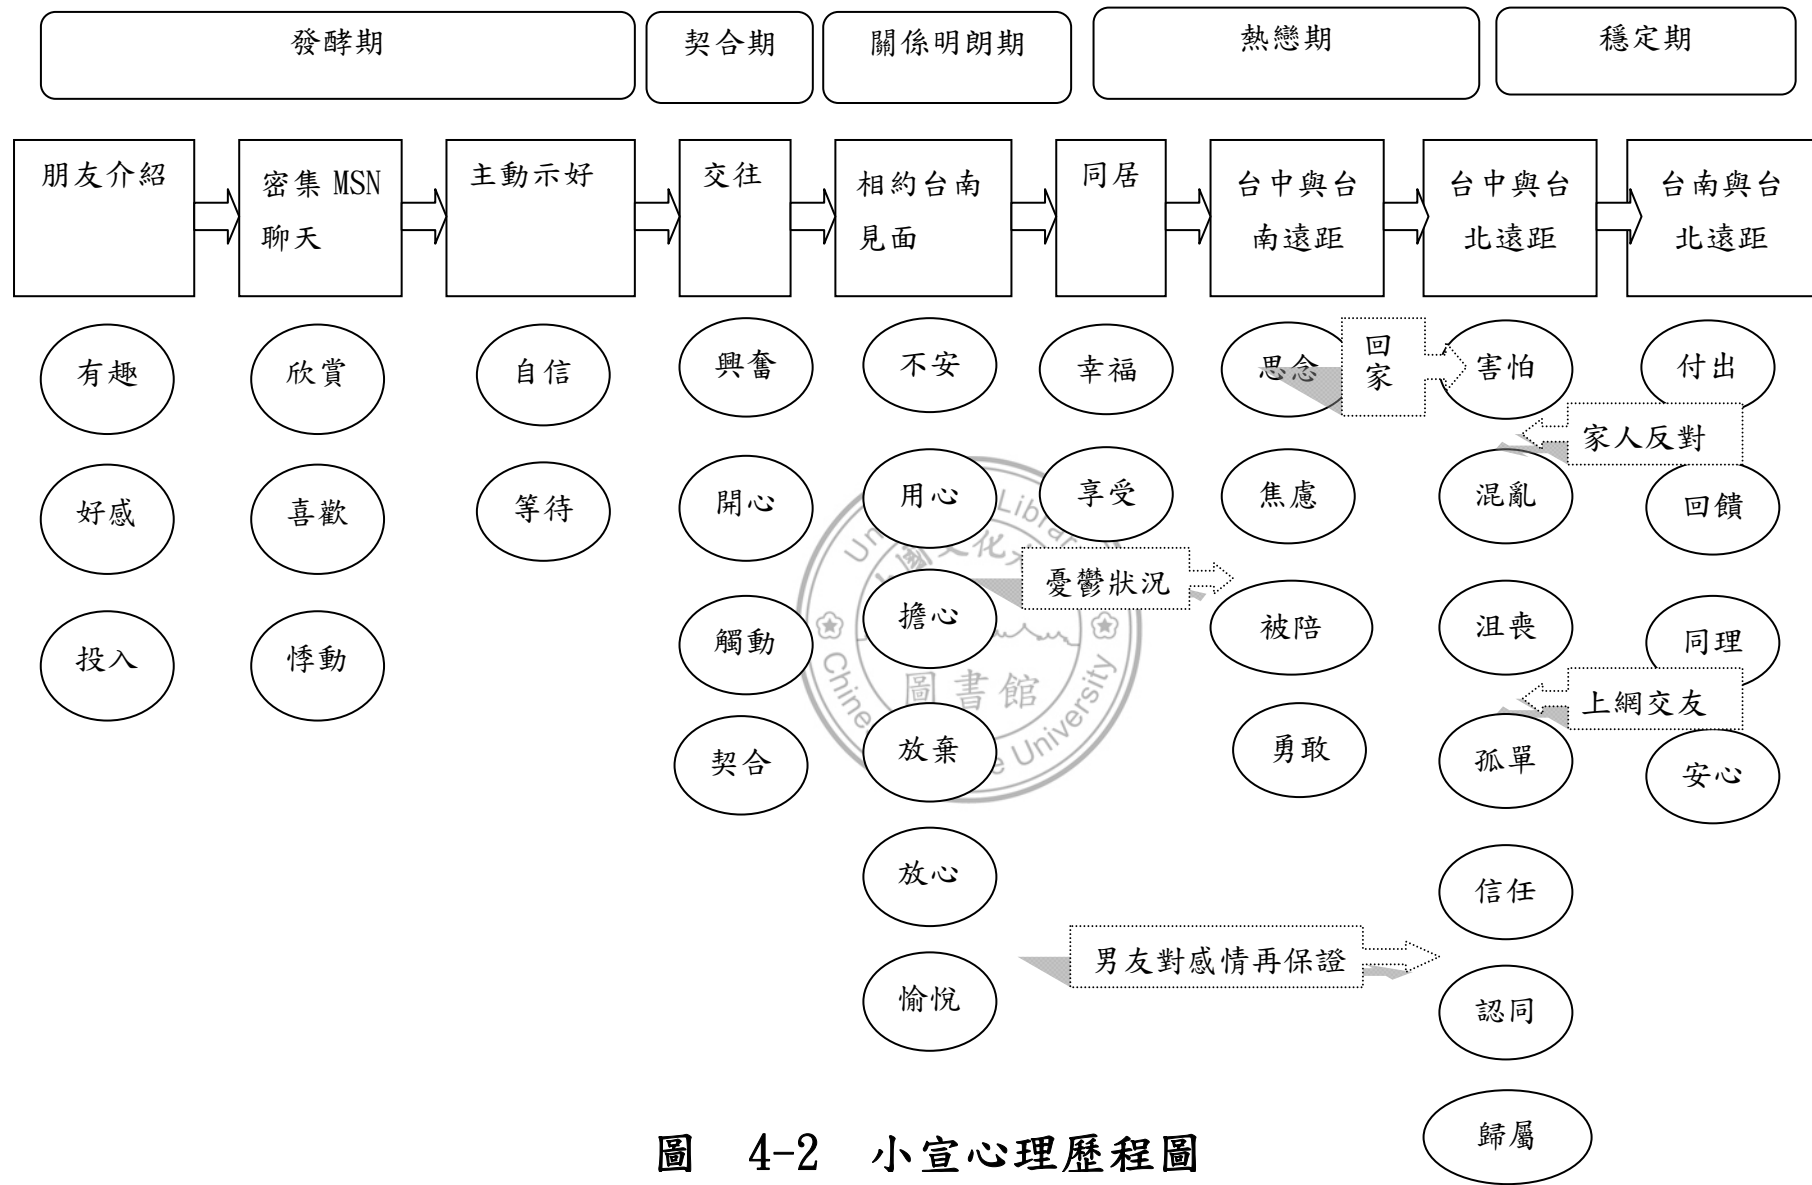 發酵期
契合期
關係明朗期
熱戀期
穩定期
朋友介紹
密集 MSN
聊天
主動示好
交往
相約台南
見面
同居
台中與台
南遠距
台中與台
北遠距
台南與台
北遠距
有趣
好感
投入
欣賞
喜歡
悸動
自信
等待
興奮
開心
觸動
契合
不安
用心
擔心
放棄
放心
愉悅
幸福
享受
憂鬱狀況
思念
焦慮
被陪
勇敢
回
家
男友對感情再保證
害怕
混亂
沮喪
孤單
信任
認同
歸屬
家人反對
上網交友
付出
回饋
同理
安心
圖書館
圖 4-2 小宣心理歷程圖